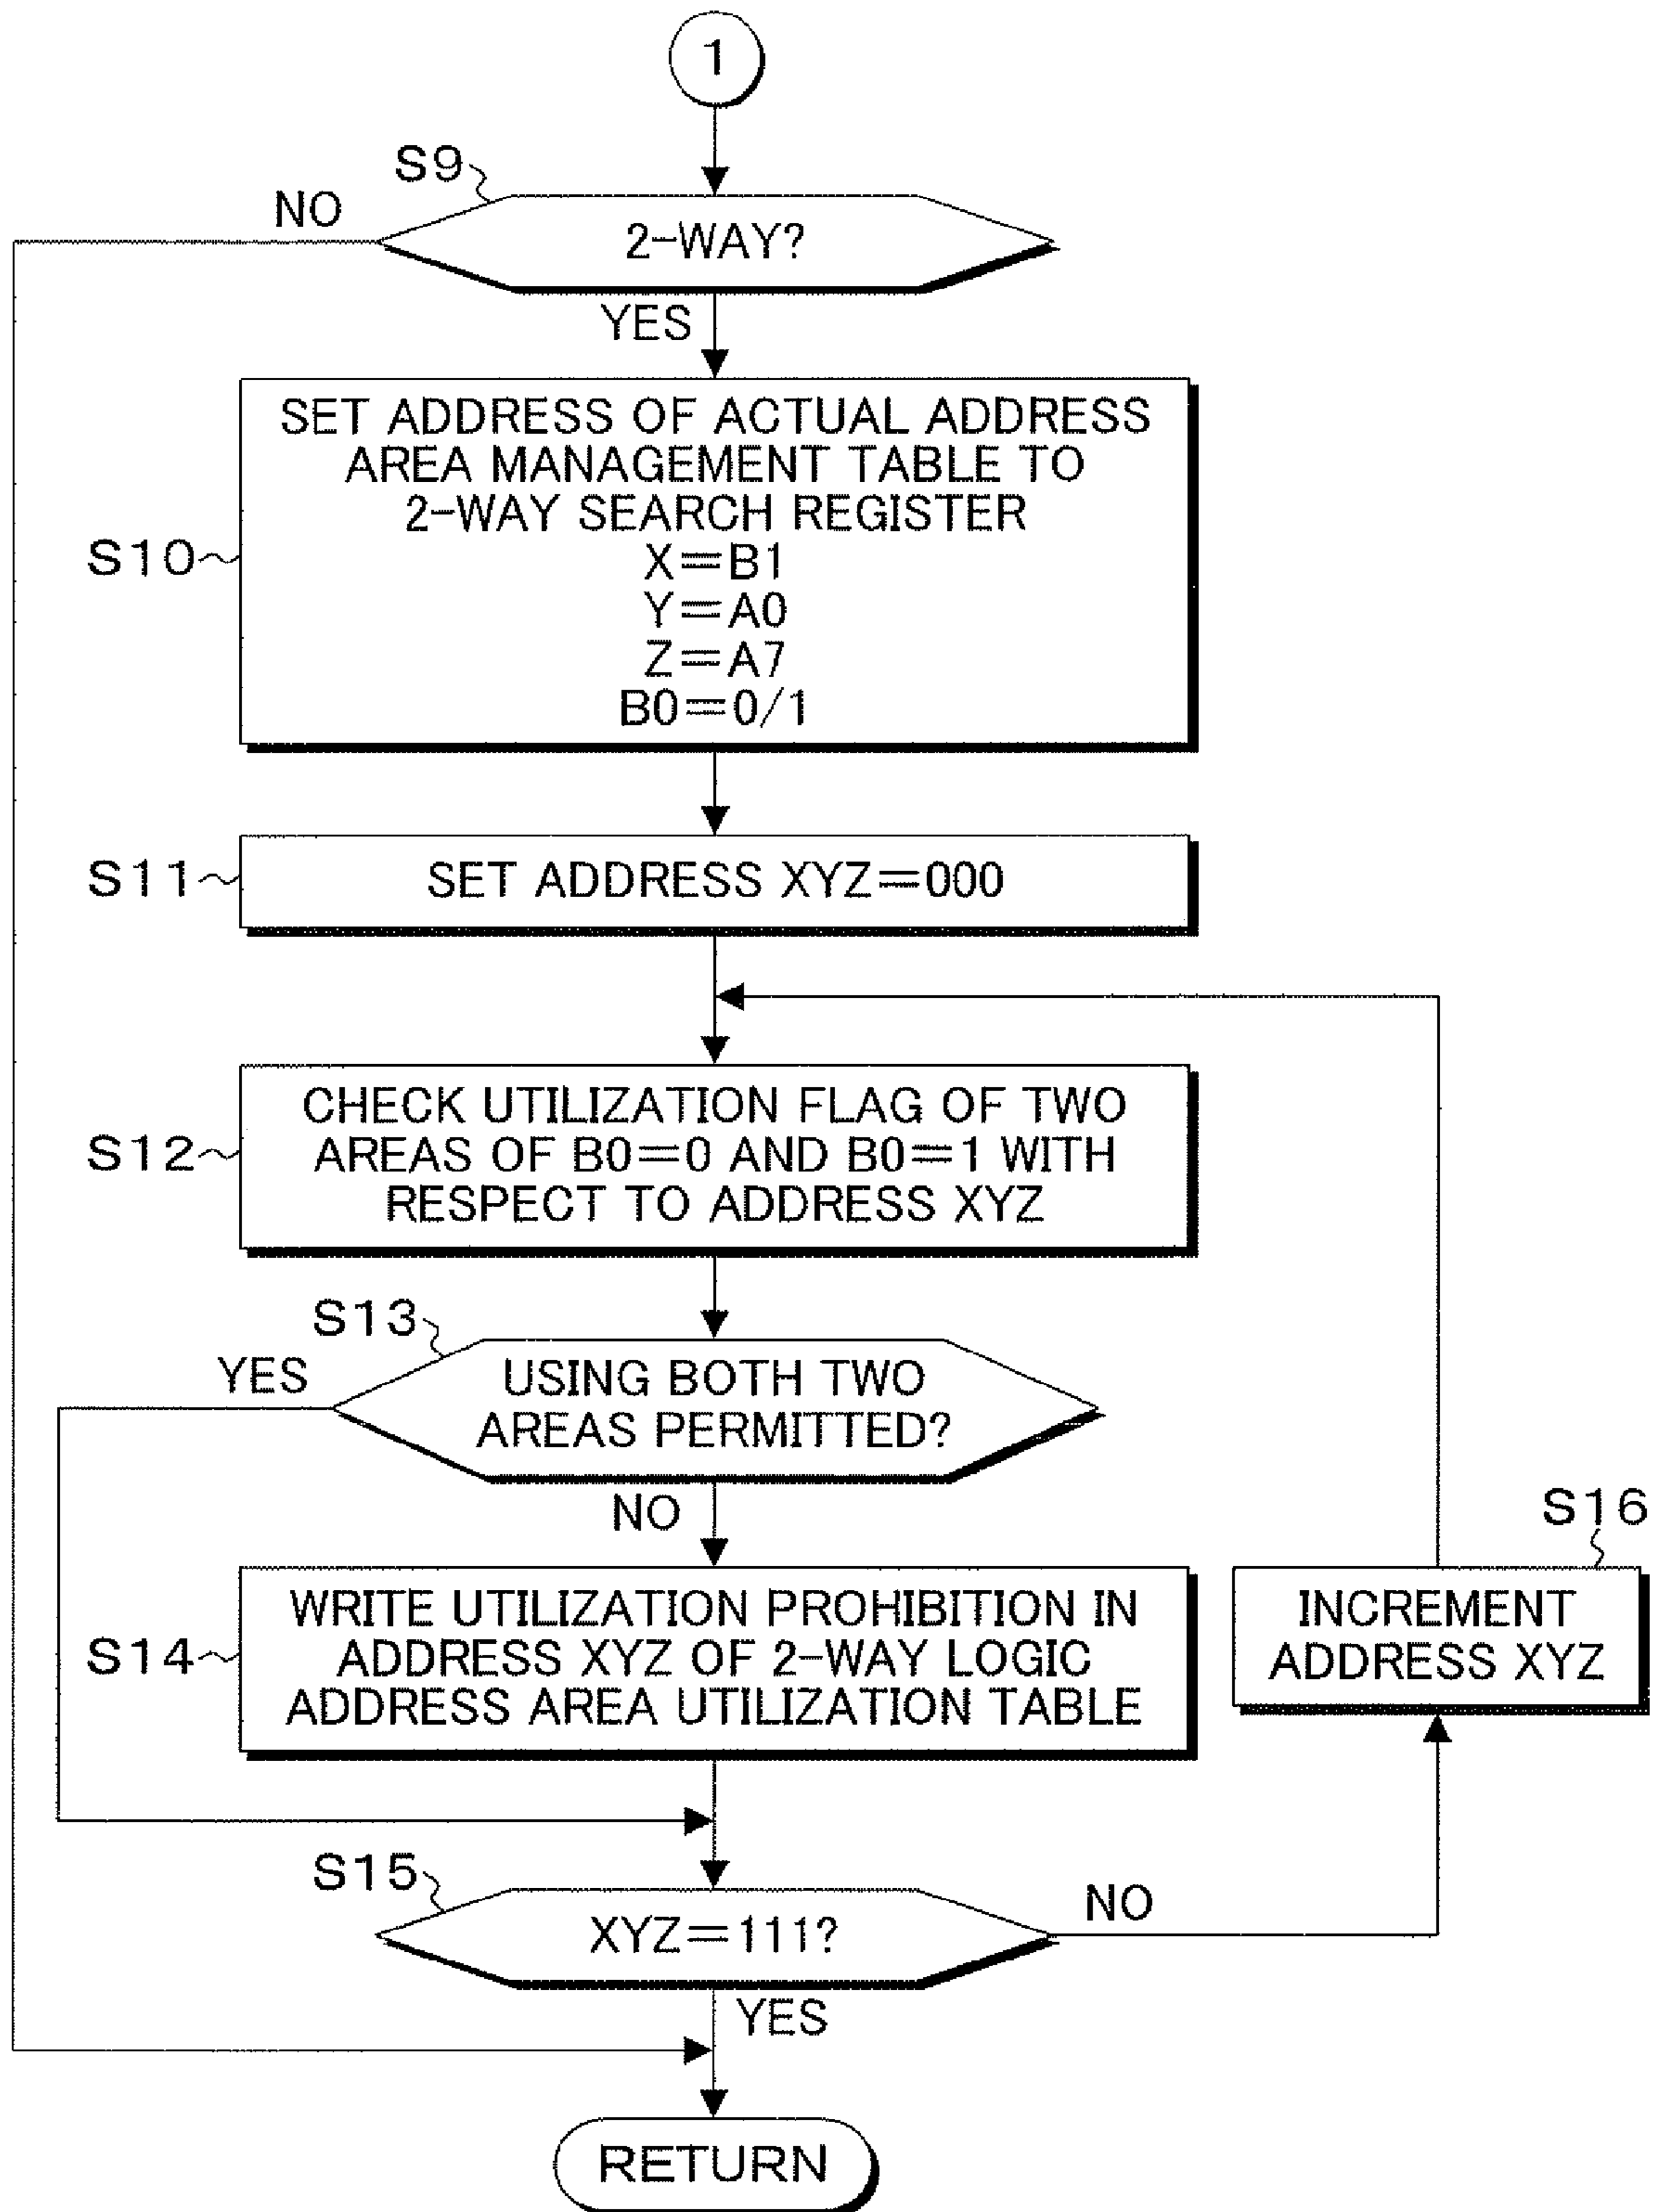 1
S9
NO
2-WAY?
YES
S10
SET ADDRESS OF ACTUAL ADDRESS
AREA MANAGEMENT TABLE TO
2-WAY SEARCH REGISTER
X=B1
Y=A0
Z=A7
B0=0/1
S11
SET ADDRESS XYZ=000
S12
CHECK UTILIZATION FLAG OF TWO
AREAS OF B0=0 AND B0=1 WITH
RESPECT TO ADDRESS XYZ
S13
YES
USING BOTH TWO
AREAS PERMITTED?
NO
S14
WRITE UTILIZATION PROHIBITION IN
ADDRESS XYZ OF 2-WAY LOGIC
ADDRESS AREA UTILIZATION TABLE
S16
INCREMENT
ADDRESS XYZ
S15
XYZ=111?
NO
YES
RETURN